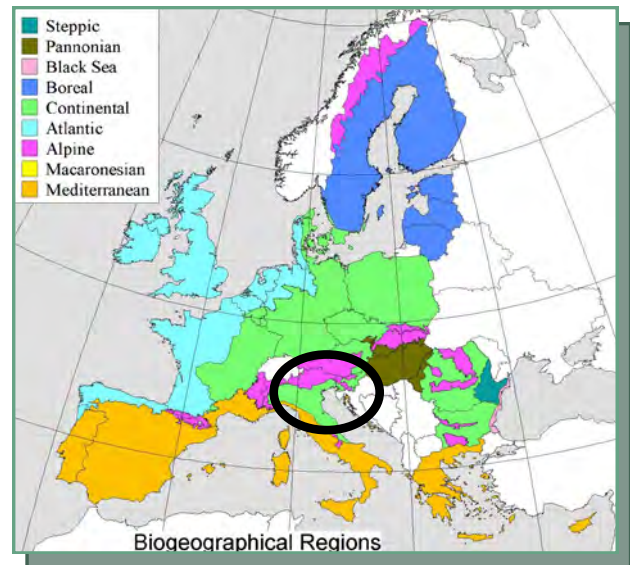 Steppic
Pannonian
Black Sea
Boreal
Continental
Atlantic
Alpine
Macaronesian
Mediterranean
Biogeographical Regions